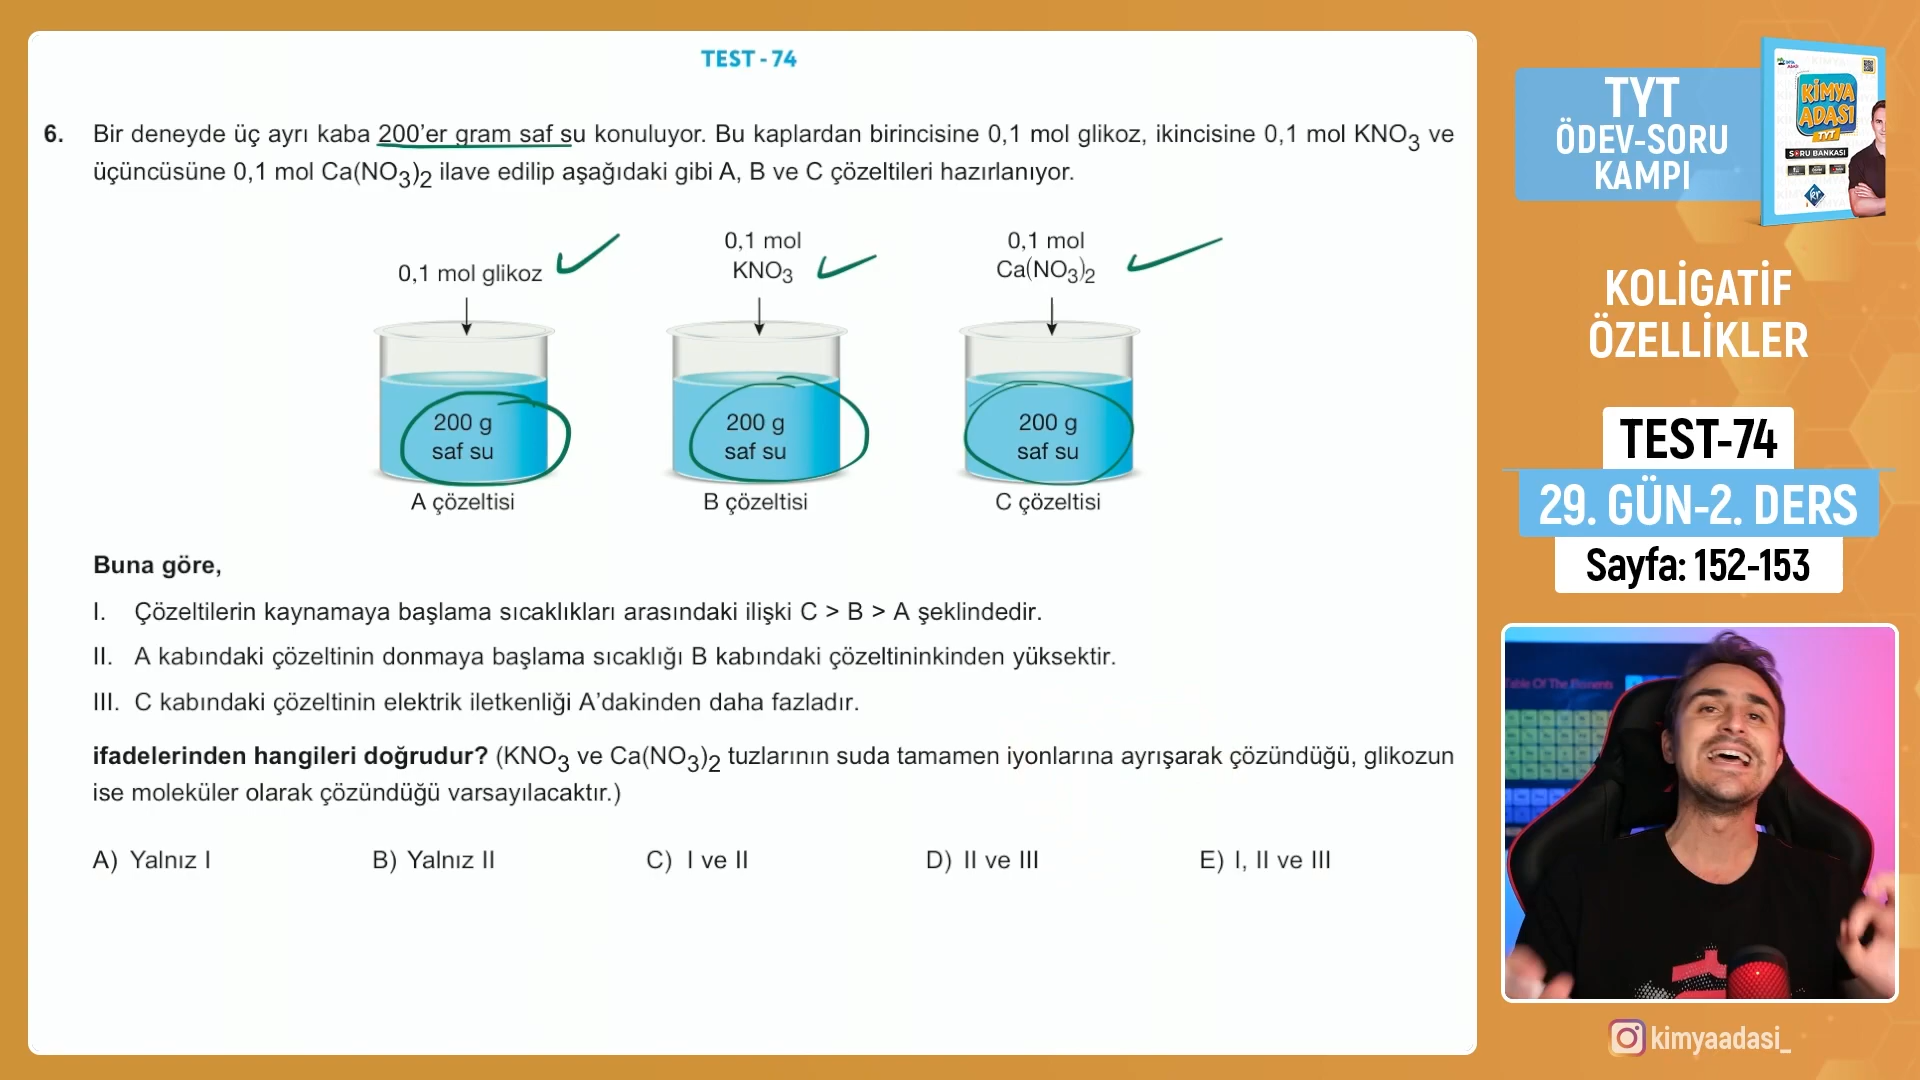 TEST - 74
6. Bir deneyde üç ayrı kaba 200'er gram saf su konuluyor. Bu kaplardan birincisine 0,1 mol glikoz, ikincisine 0,1 mol KNO3 ve
üçüncüsüne 0,1 mol Ca(NO3)2 ilave edilip aşağıdaki gibi A, B ve C çözeltileri hazırlanıyor.
0,1 mol glikoz
0,1 mol
KNO3
0,1 mol
Ca(NO3)2
200 g
saf su
200 g
saf su
200 g
saf su
A çözeltisi
B çözeltisi
C çözeltisi
Buna göre,
I. Çözeltilerin kaynamaya başlama sıcaklıkları arasındaki ilişki C > B > A şeklindedir.
II. A kabındaki çözeltinin donmaya başlama sıcaklığı B kabındaki çözeltininkinden yüksektir.
III. C kabındaki çözeltinin elektrik iletkenliği A'dakinden daha fazladır.
ifadelerinden hangileri doğrudur? (KNO3 ve Ca(NO3)2 tuzlarının suda tamamen iyonlarına ayrışarak çözündüğü, glikozun
ise moleküler olarak çözündüğü varsayılacaktır.)
A) Yalnız I
B) Yalnız II
C) I ve II
D) II ve III
E) I, II ve III
TYT
ÖDEV-SORU
KAMPI
KİMYA
ADASI
TYT
SORU BANKASI
KOLİGATİF
ÖZELLİKLER
TEST-74
29. GÜN-2. DERS
Sayfa: 152-153
Table Of The Elements
kimyaadasi_